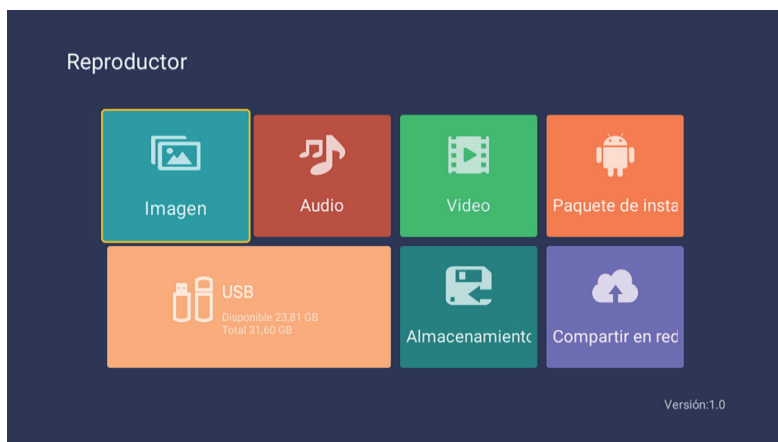 Reproductor
Imagen
Audio
Video
Paquete de insta
USB
Disponible 23,81 GB
Total 31,60 GB
Almacenamiento
Compartir en red
Versión:1.0